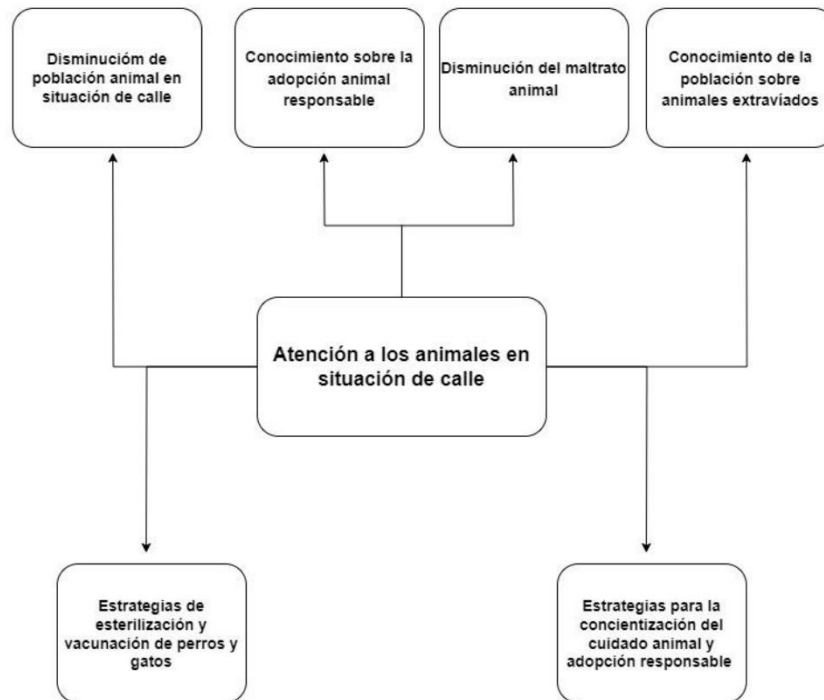 Disminucióm de
población animal en
situación de calle
Conocimiento sobre la
adopción animal
responsable
Disminución del maltrato
animal
Conocimiento de la
población sobre
animales extravíados
Atención a los animales en
situación de calle
Estrategias de
esterilización y
vacunación de perros y
gatos
Estrategias para la
concientización del
cuidado animal y
adopción responsable